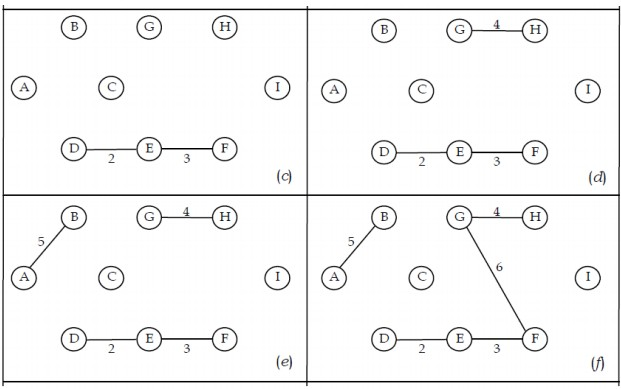 B G H
A C I
D E F
2 3
(c)
B G 4 H
A C I
D E F
2 3
(d)
B G 4 H
5
A C I
D E F
2 3
(e)
B G 4 H
5
6
A C I
D E F
2 3
(f)